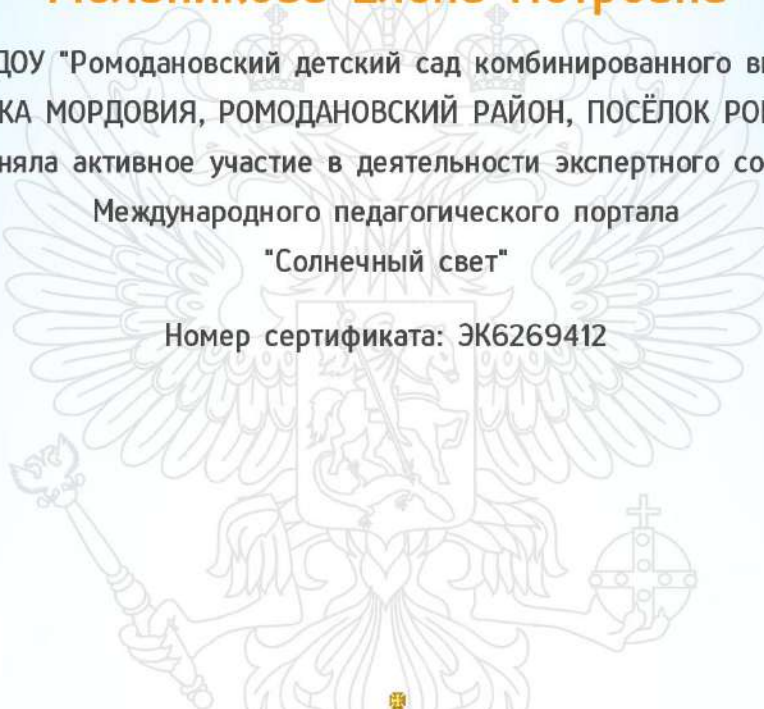 ДОУ "Ромодановский детский сад комбинированного
КА МОРДОВИЯ, РОМОДАНОВСКИЙ РАЙОН, ПОСЁЛОК РО
няла активное участие в деятельности экспертного со
Международного педагогического портала
"Солнечный свет"
Номер сертификата: ЭК6269412